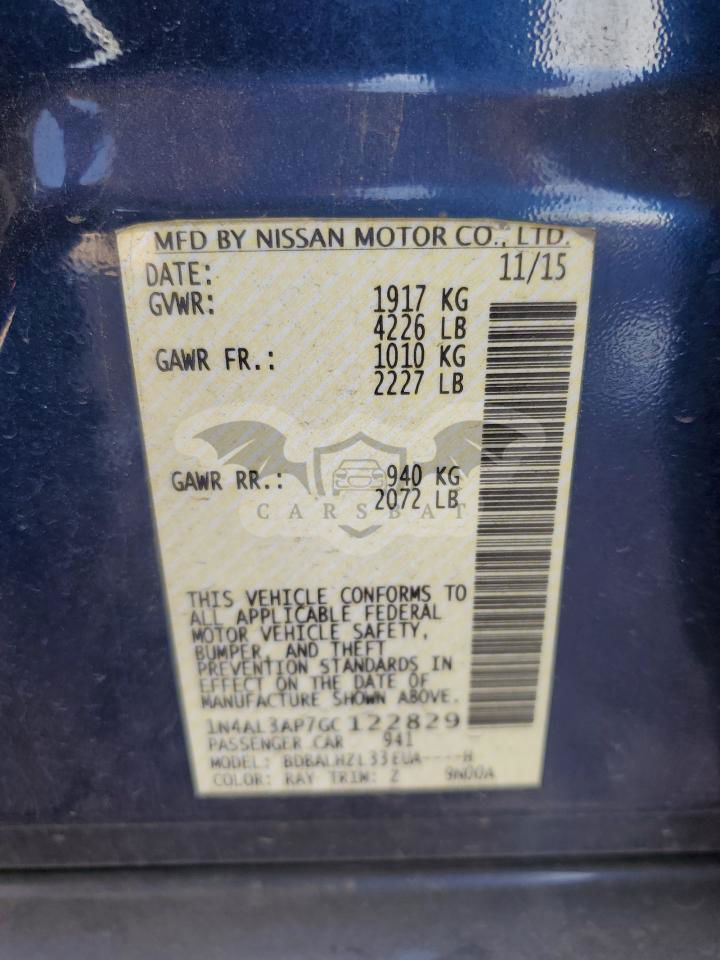 MFD BY NISSAN MOTOR CO., LTD.
DATE: 11/15
GVWR: 1917 KG
4226 LB
GAWR FR.: 1010 KG
2227 LB
GAWR RR.: 940 KG
2072 LB
CARSBAT
THIS VEHICLE CONFORMS TO
ALL APPLICABLE FEDERAL
MOTOR VEHICLE SAFETY,
BUMPER, AND THEFT
PREVENTION STANDARDS IN
EFFECT ON THE DATE OF
MANUFACTURE SHOWN ABOVE.
1N4AL3AP7GC122829
PASSENGER CAR 941
MODEL: BDBALHZL33EUA----H
COLOR: RAY TRIM: Z 9N00A